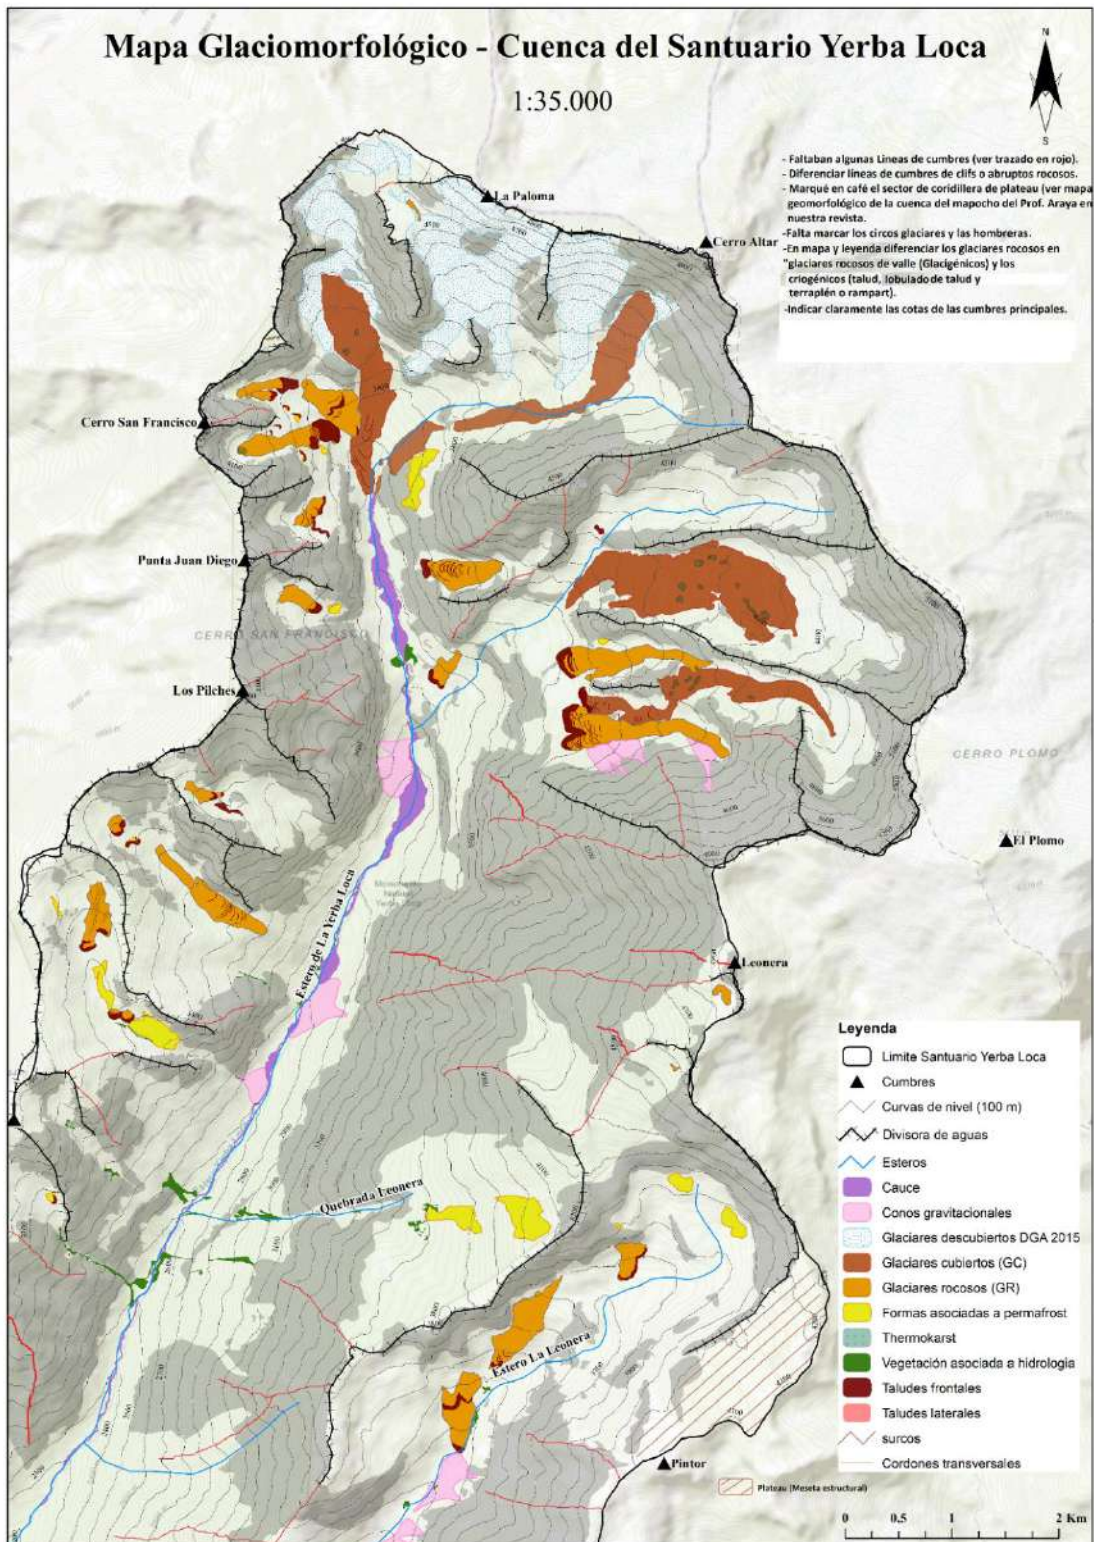 Mapa Glaciomorfológico - Cuenca del Santuario Yerba Loca
1:35.000
N
S
- Faltaban algunas Lineas de cumbres (ver trazado en rojo).
- Diferenciar líneas de cumbres de clifs o abruptos rocosos.
- Marqué en café el sector de coridillera de plateau (ver mapa
geomorfológico de la cuenca del mapocho del Prof. Araya en
nuestra revista.
-Falta marcar los circos glaciares y las hombreras.
-En mapa y leyenda diferenciar los glaciares rocosos en
"glaciares rocosos de valle (Glacigénicos) y los
criogénicos (talud, lobulado de talud y
terraplén o rampart).
-Indicar claramente las cotas de las cumbres principales.
La Paloma
Cerro Altar
Cerro San Francisco
Punta Juan Diego
CERRO SAN FRANCISCO
Los Pilches
CERRO PLOMO
El Plomo
Estero de La Yerba Loca
Leonera
Quebrada Leonera
Estero La Leonera
Pintor
Leyenda
Limite Santuario Yerba Loca
Cumbres
Curvas de nivel (100 m)
Divisora de aguas
Esteros
Cauce
Conos gravitacionales
Glaciares descubiertos DGA 2015
Glaciares cubiertos (GC)
Glaciares rocosos (GR)
Formas asociadas a permafrost
Thermokarst
Vegetación asociada a hidrologia
Taludes frontales
Taludes laterales
surcos
Cordones transversales
Plateau (Meseta estructural)
0 0.5 1 2 Km